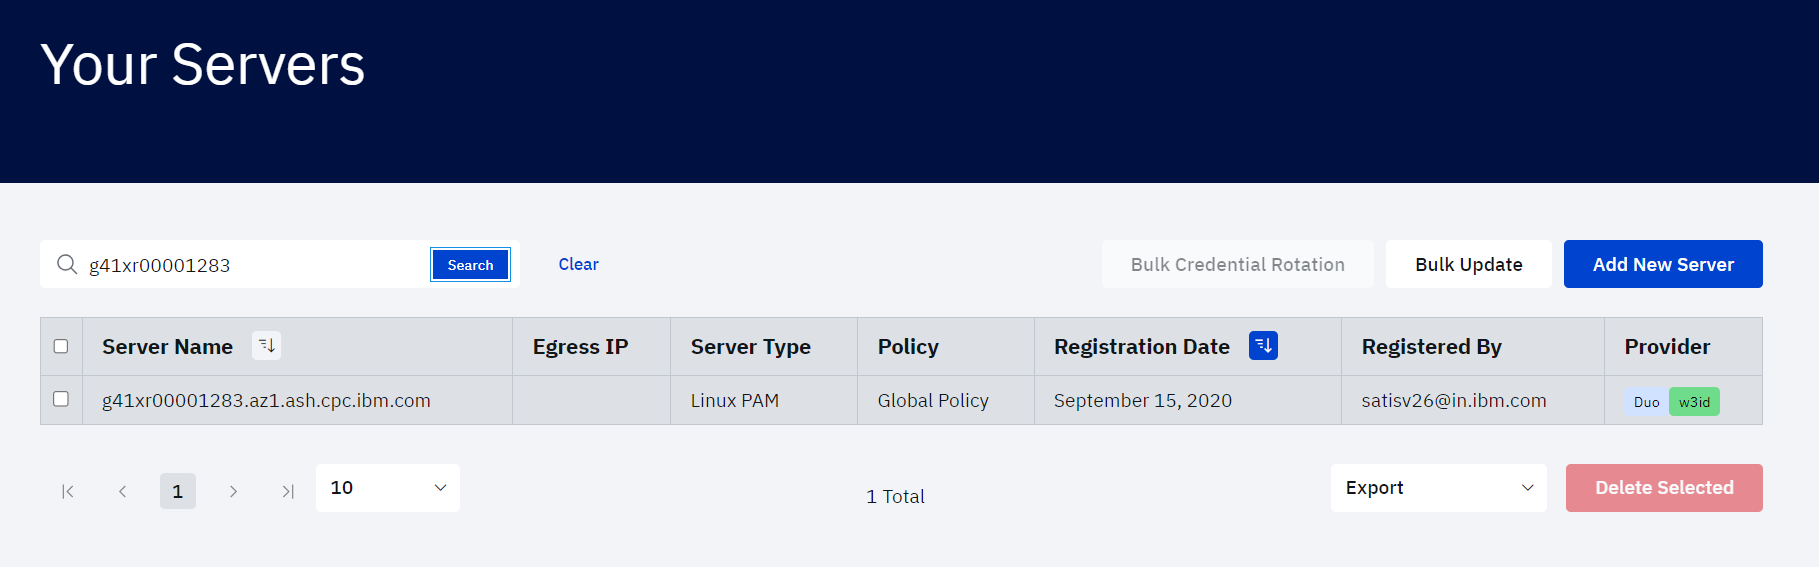 Your Servers
g41xr00001283 Search Clear Bulk Credential Rotation Bulk Update Add New Server
Server Name Egress IP Server Type Policy Registration Date Registered By Provider
g41xr00001283.az1.ash.cpc.ibm.com Linux PAM Global Policy September 15, 2020 satisv26@in.ibm.com Duo w3id
1 10 1 Total Export Delete Selected